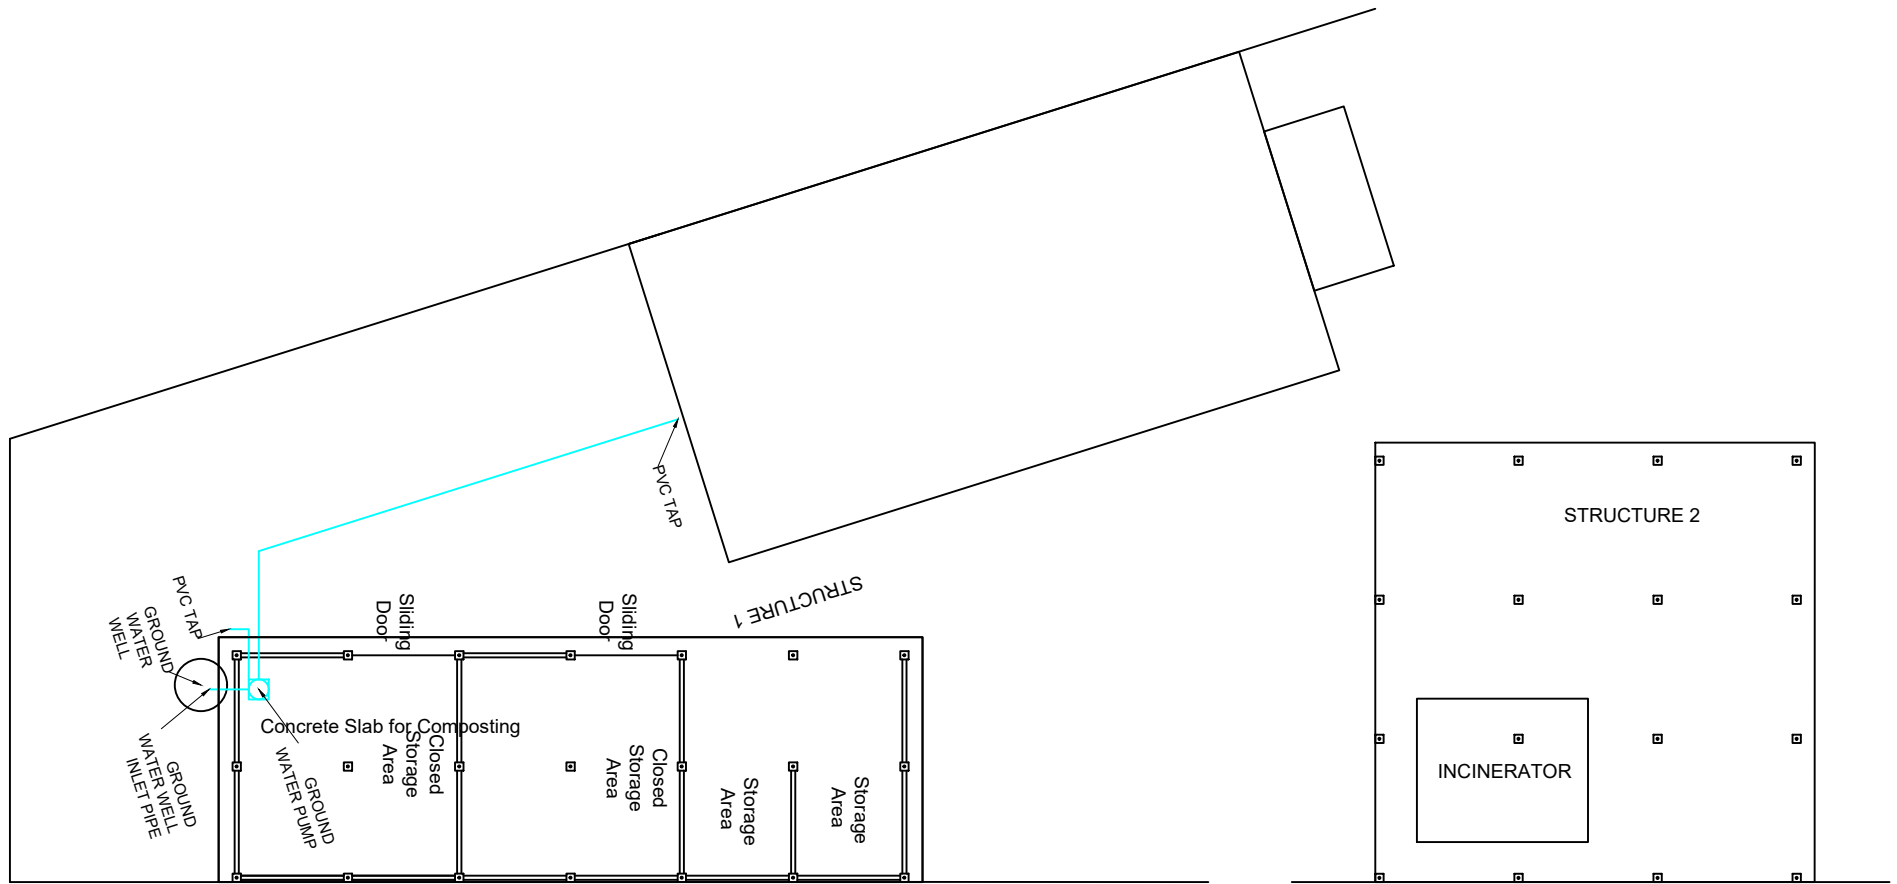 PVC TAP
STRUCTURE 2
STRUCTURE 1
PVC TAP
GROUND
WATER
WELL
Sliding
Door
Sliding
Door
Concrete Slab for Composting
Closed
Storage
Area
Closed
Storage
Area
Storage
Area
Storage
Area
GROUND
WATER WELL
INLET PIPE
GROUND
WATER PUMP
INCINERATOR